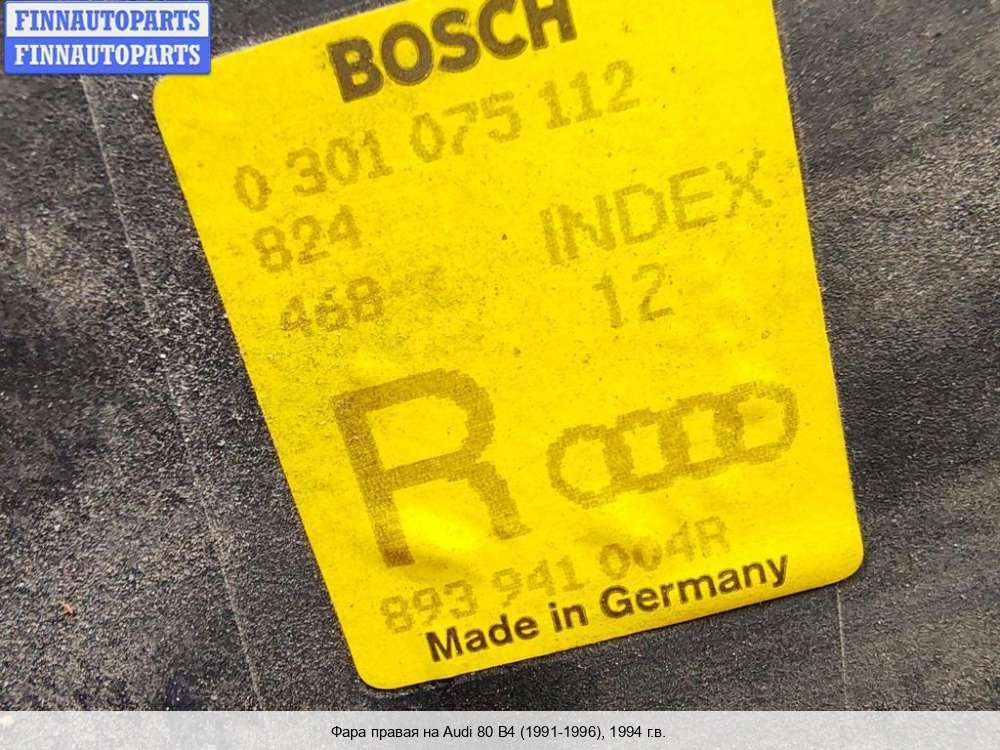 FINNAUTOPARTS
FINNAUTOPARTS
BOSCH
0 301 075 112
824
INDEX
468
12
R
893 941 004R
Made in Germany
Фара правая на Audi 80 B4 (1991-1996), 1994 г.в.